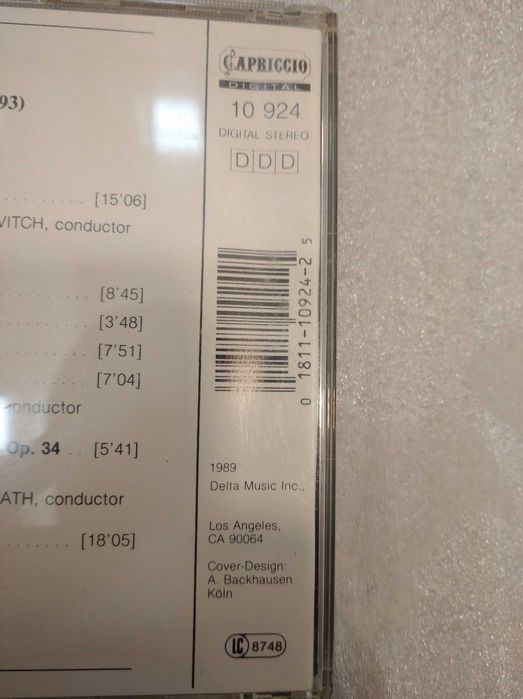 93)
[15'06]
VITCH, conductor
[8'45]
[3'48]
[7'51]
[7'04]
conductor
Op. 34 .. [5'41]
ATH, conductor
[18'05]
CAPRICCIO
DIGITAL
10 924
DIGITAL STEREO
D D D
0 1811-10924-2 5
1989
Delta Music Inc.,
Los Angeles,
CA 90064
Cover-Design:
A. Backhausen
Köln
LC 8748